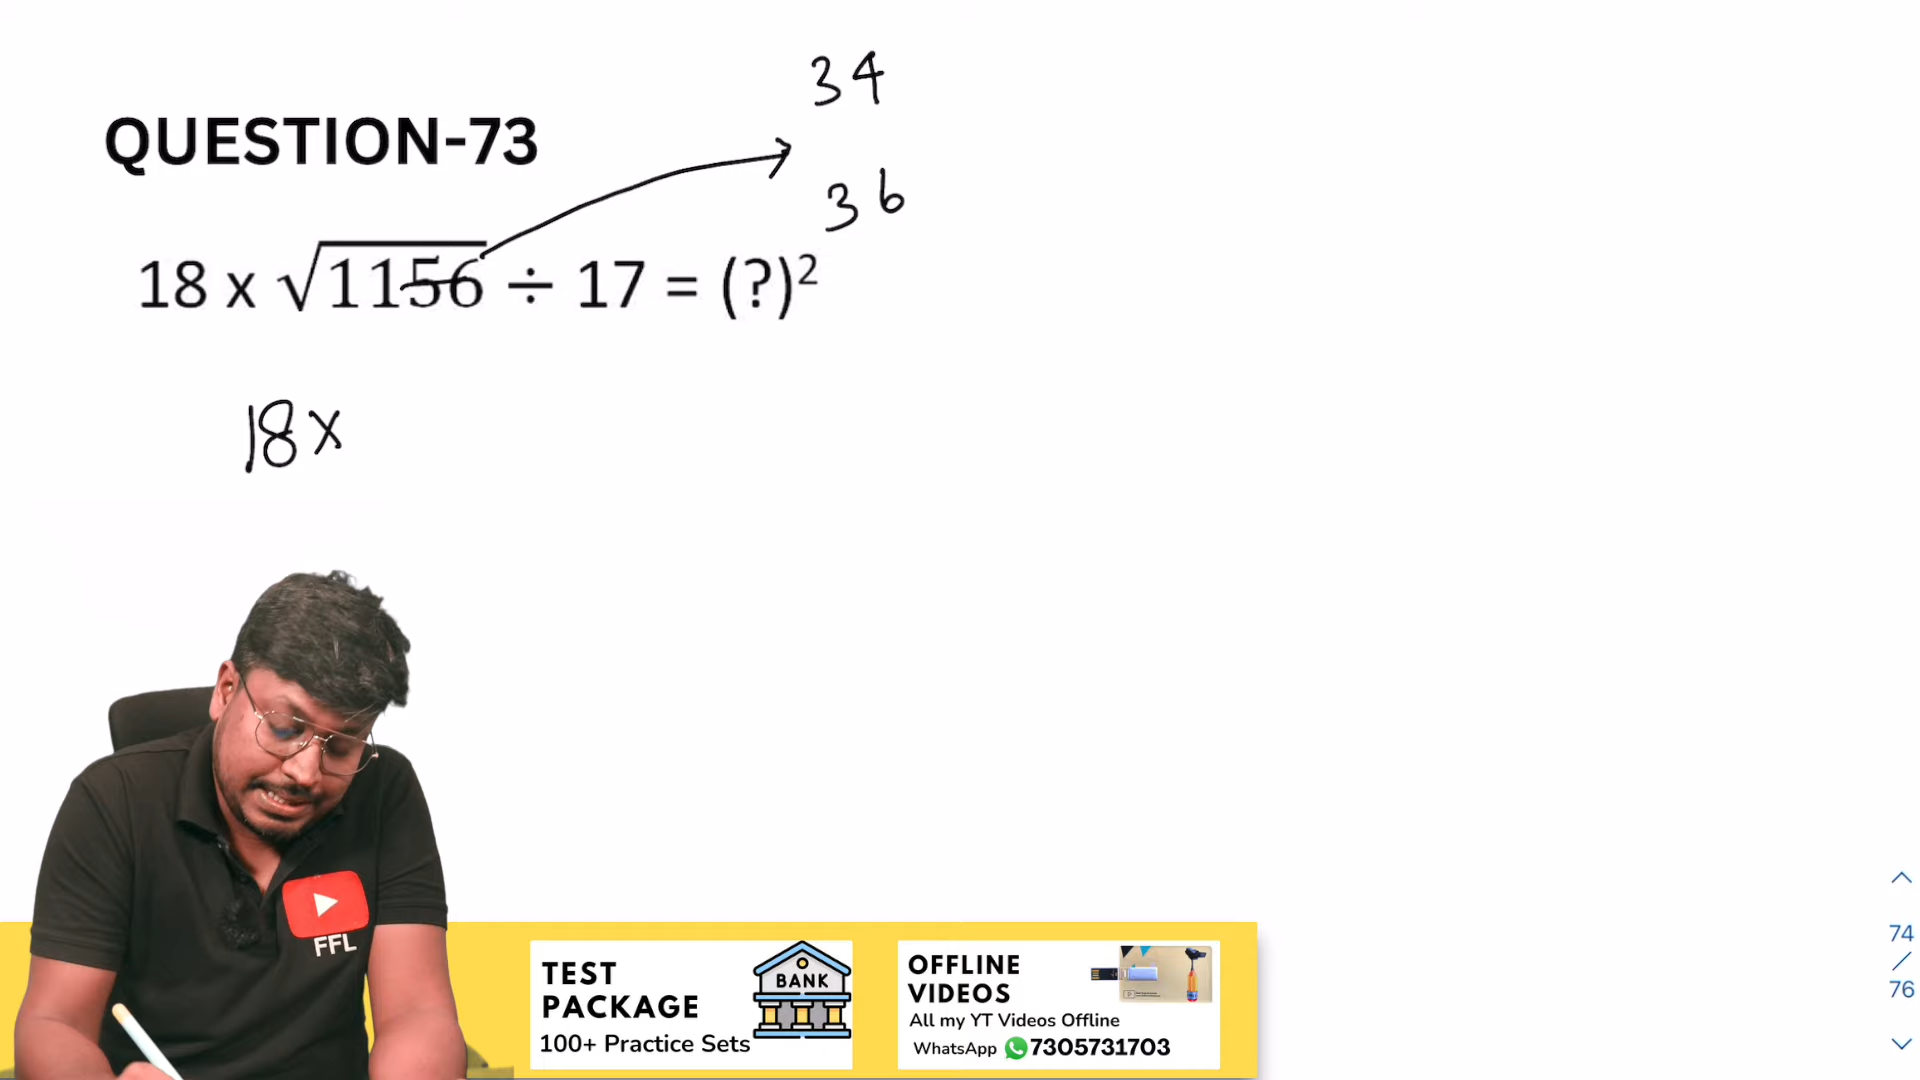 34
QUESTION-73
36
18 x √1156 ÷ 17 = (?)²
18x
FFL
TEST
PACKAGE
100+ Practice Sets
BANK
OFFLINE
VIDEOS
All my YT Videos Offline
WhatsApp 7305731703
74
/
76